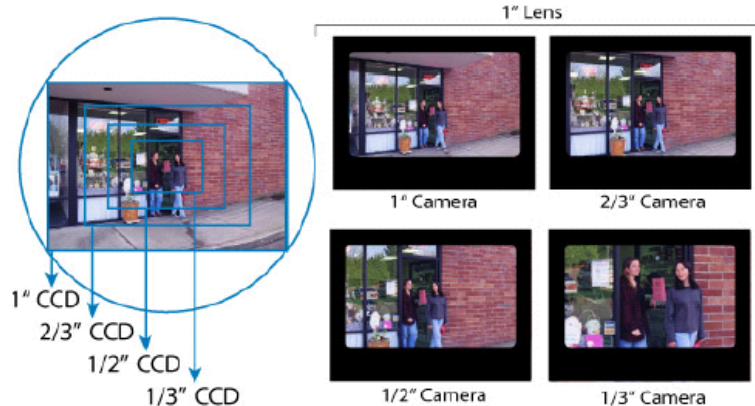 1" Lens
1" Camera
2/3" Camera
1" CCD
2/3" CCD
1/2" CCD
1/3" CCD
1/2" Camera
1/3" Camera